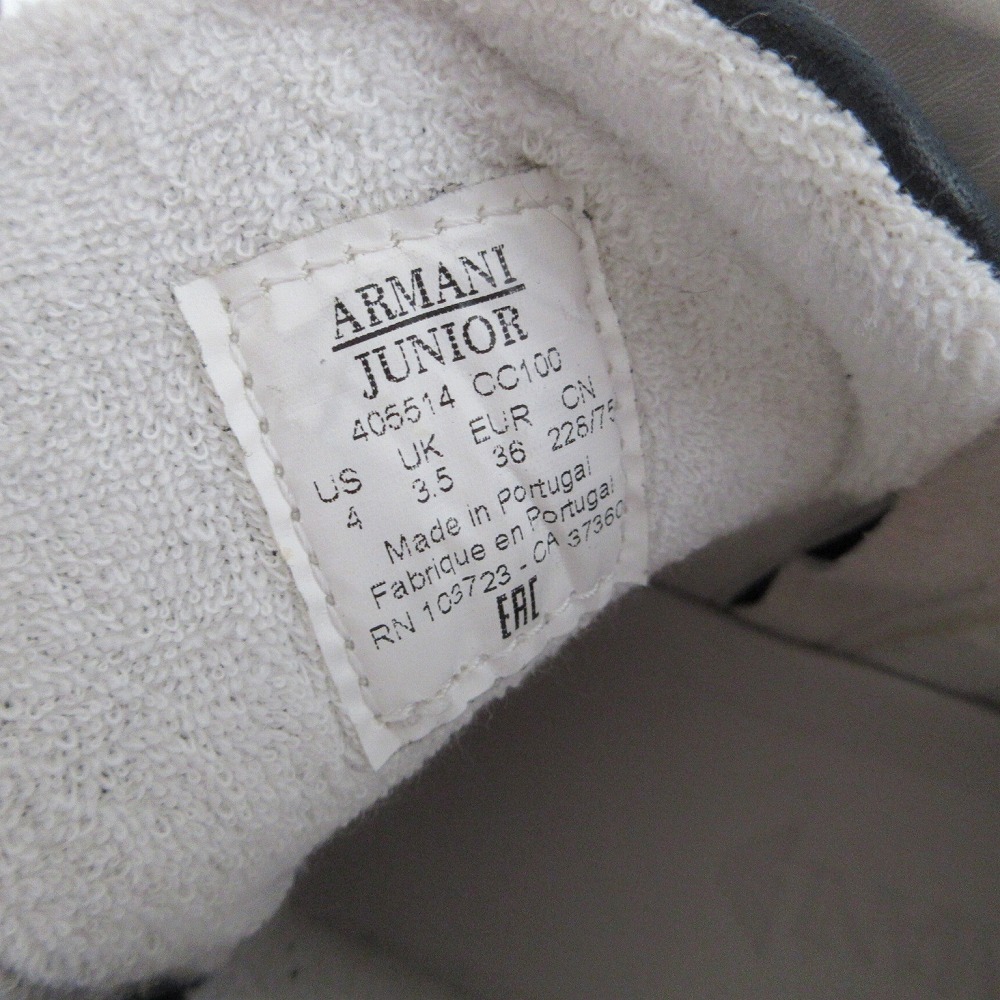 ARMANI
JUNIOR
405514 CC100
US UK EUR CN
4 3.5 36 228/75
Made in Portugal
Fabrique en Portugal
RN 103723 - CA 37360
EAC